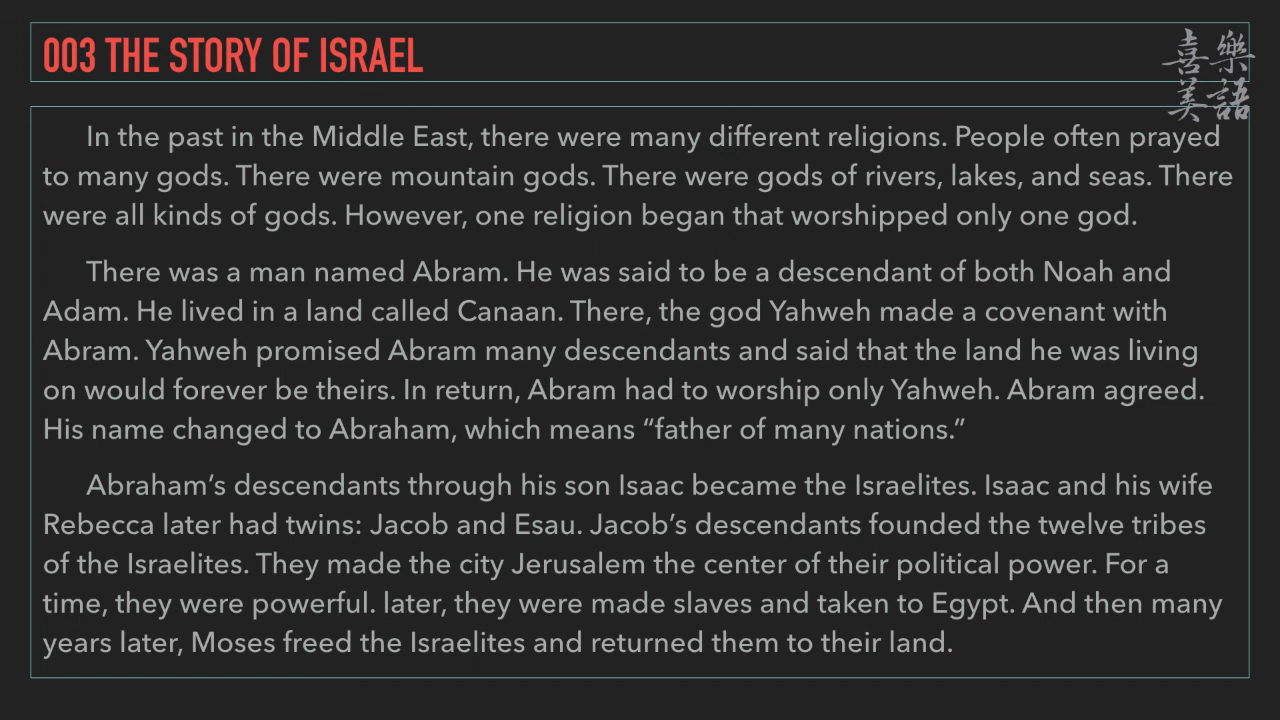 003 THE STORY OF ISRAEL
喜樂
美語
In the past in the Middle East, there were many different religions. People often prayed
to many gods. There were mountain gods. There were gods of rivers, lakes, and seas. There
were all kinds of gods. However, one religion began that worshipped only one god.
There was a man named Abram. He was said to be a descendant of both Noah and
Adam. He lived in a land called Canaan. There, the god Yahweh made a covenant with
Abram. Yahweh promised Abram many descendants and said that the land he was living
on would forever be theirs. In return, Abram had to worship only Yahweh. Abram agreed.
His name changed to Abraham, which means “father of many nations.”
Abraham’s descendants through his son Isaac became the Israelites. Isaac and his wife
Rebecca later had twins: Jacob and Esau. Jacob’s descendants founded the twelve tribes
of the Israelites. They made the city Jerusalem the center of their political power. For a
time, they were powerful. later, they were made slaves and taken to Egypt. And then many
years later, Moses freed the Israelites and returned them to their land.